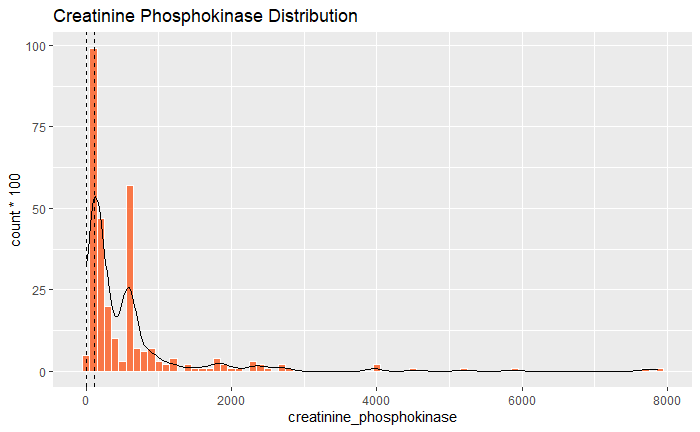 Creatinine Phosphokinase Distribution
100
75
50
25
0
count * 100
0 2000 4000 6000 8000
creatinine_phosphokinase